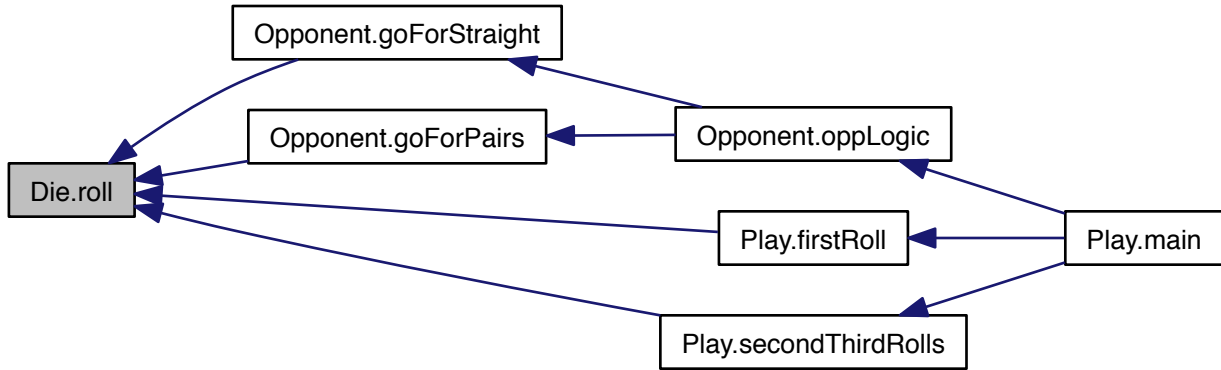 Opponent.goForStraight
Opponent.goForPairs
Opponent.oppLogic
Die.roll
Play.firstRoll
Play.main
Play.secondThirdRolls